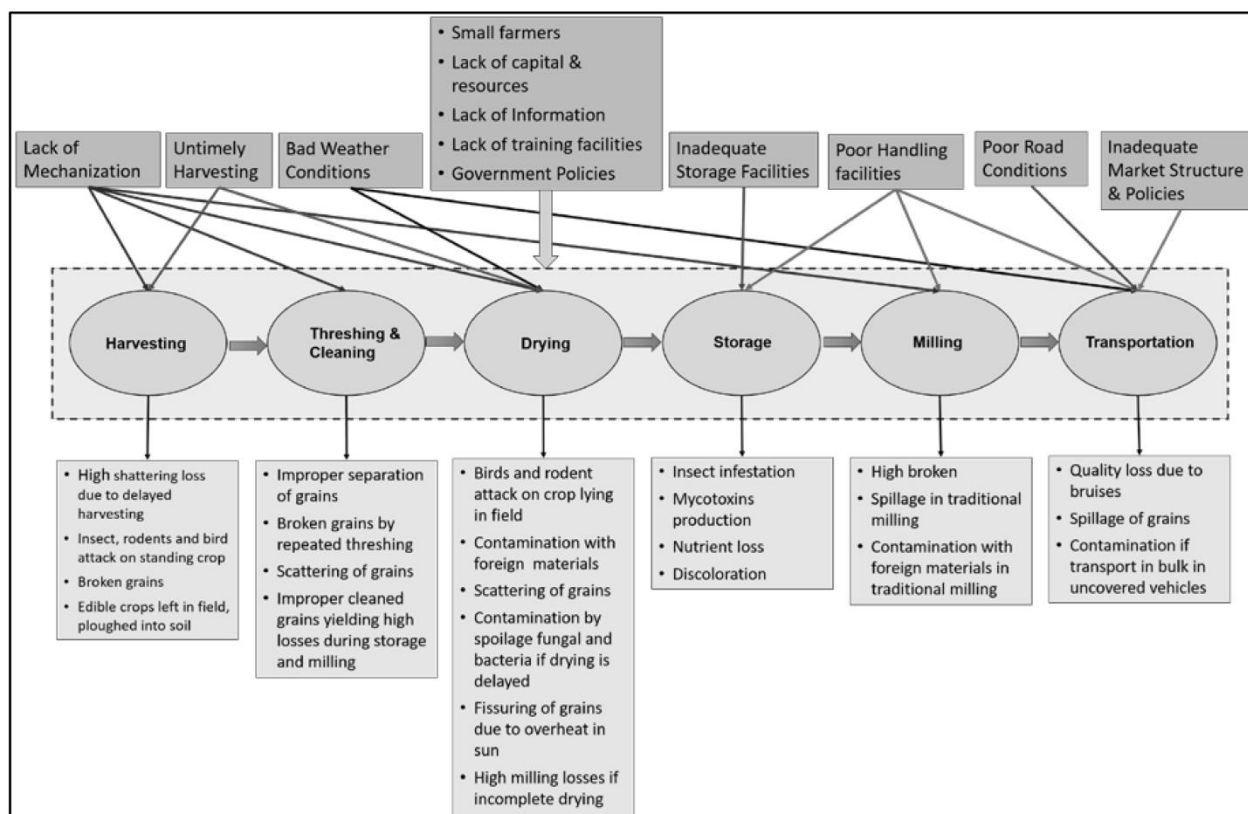 • Small farmers
• Lack of capital &
resources
• Lack of Information
• Lack of training facilities
• Government Policies
Lack of
Mechanization
Untimely
Harvesting
Bad Weather
Conditions
Inadequate
Storage Facilities
Poor Handling
facilities
Poor Road
Conditions
Inadequate
Market Structure
& Policies
Harvesting
Threshing &
Cleaning
Drying
Storage
Milling
Transportation
• High shattering loss
due to delayed
harvesting
• Insect, rodents and bird
attack on standing crop
• Broken grains
• Edible crops left in field,
ploughed into soil
• Improper separation
of grains
• Broken grains by
repeated threshing
• Scattering of grains
• Improper cleaned
grains yielding high
losses during storage
and milling
• Birds and rodent
attack on crop lying
in field
• Contamination with
foreign materials
• Scattering of grains
• Contamination by
spoilage fungal and
bacteria if drying is
delayed
• Fissuring of grains
due to overheat in
sun
• High milling losses if
incomplete drying
• Insect infestation
• Mycotoxins
production
• Nutrient loss
• Discoloration
• High broken
• Spillage in traditional
milling
• Contamination with
foreign materials in
traditional milling
• Quality loss due to
bruises
• Spillage of grains
• Contamination if
transport in bulk in
uncovered vehicles